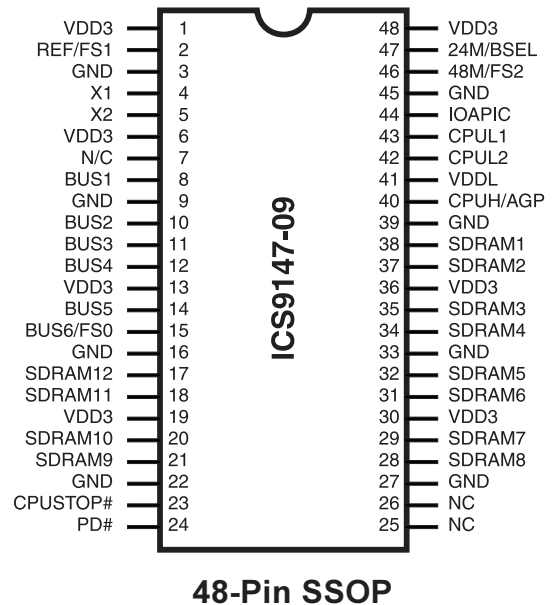 VDD3 1 48 VDD3
REF/FS1 2 47 24M/BSEL
GND 3 46 48M/FS2
X1 4 45 GND
X2 5 44 IOAPIC
VDD3 6 43 CPUL1
N/C 7 42 CPUL2
BUS1 8 41 VDDL
GND 9 40 CPUH/AGP
BUS2 10 39 GND
BUS3 11 38 SDRAM1
BUS4 12 37 SDRAM2
VDD3 13 36 VDD3
BUS5 14 35 SDRAM3
BUS6/FS0 15 34 SDRAM4
GND 16 33 GND
SDRAM12 17 32 SDRAM5
SDRAM11 18 31 SDRAM6
VDD3 19 30 VDD3
SDRAM10 20 29 SDRAM7
SDRAM9 21 28 SDRAM8
GND 22 27 GND
CPUSTOP# 23 26 NC
PD# 24 25 NC
ICS9147-09
48-Pin SSOP